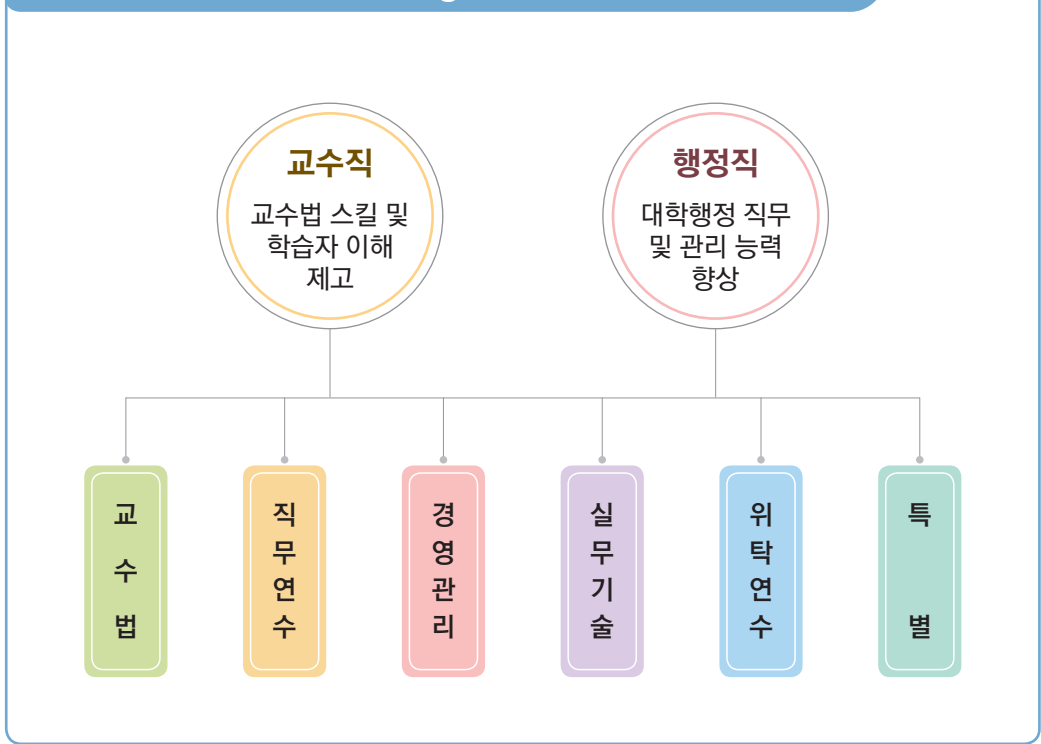 교수직
교수법 스킬 및
학습자 이해
제고
행정직
대학행정 직무
및 관리 능력
향상
교수법
직무연수
경영관리
실무기술
위탁연수
특별